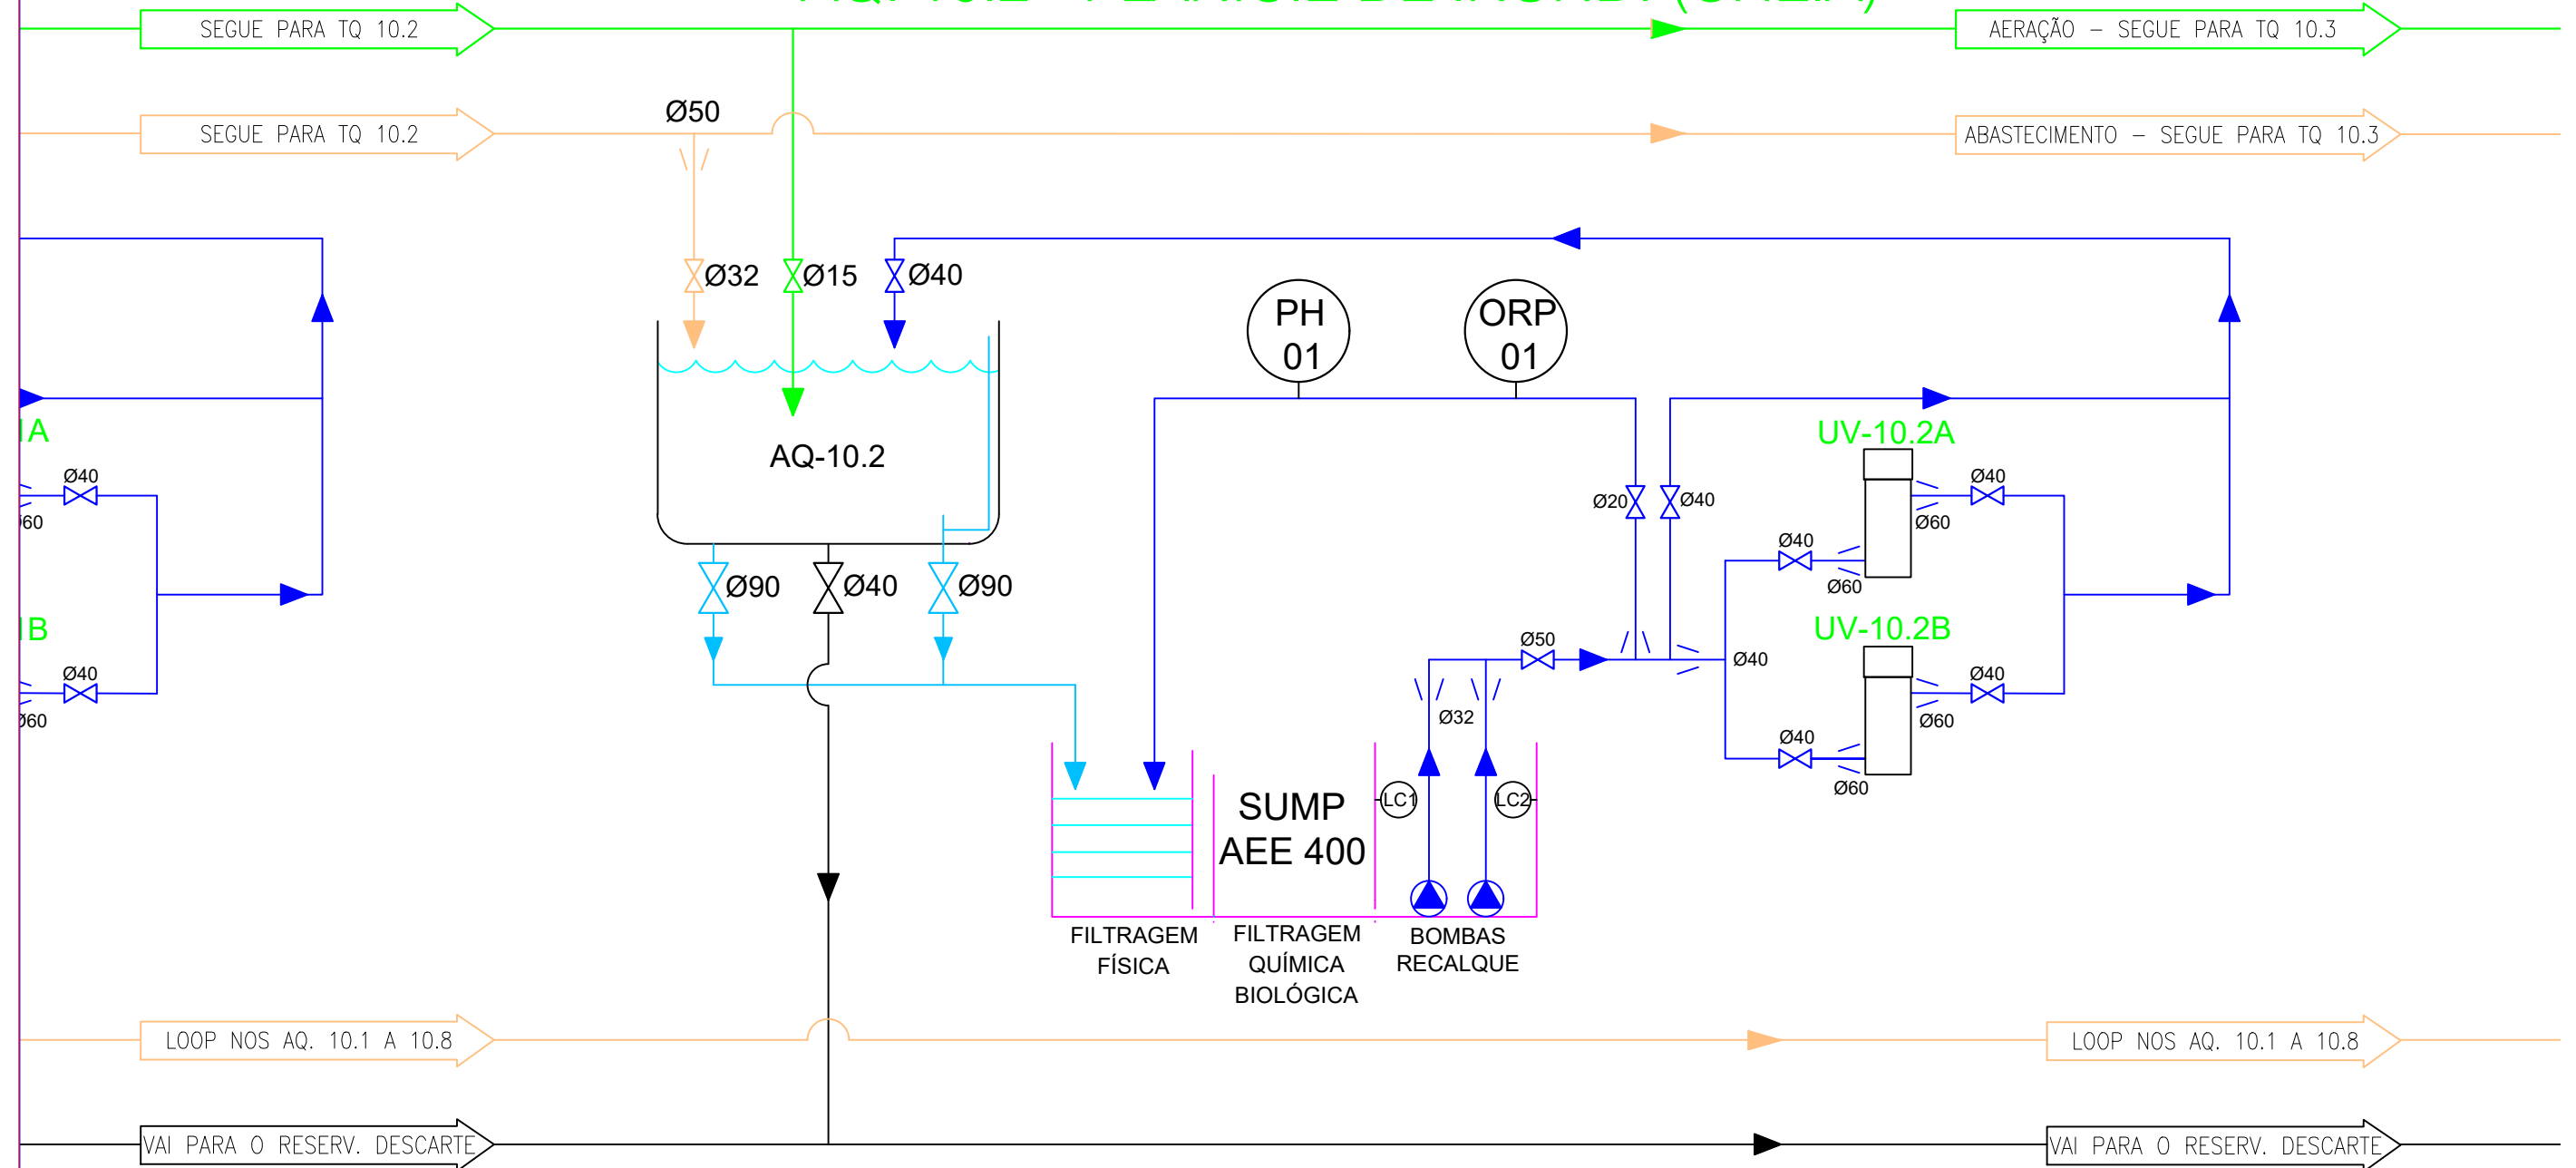 SEGUE PARA TQ 10.2
AERAÇÃO - SEGUE PARA TQ 10.3
Ø50
SEGUE PARA TQ 10.2
ABASTECIMENTO - SEGUE PARA TQ 10.3
Ø32
Ø15
Ø40
PH
01
ORP
01
AQ-10.2
1A
Ø40
Ø60
1B
Ø40
Ø60
Ø90
Ø40
Ø90
Ø20
Ø40
UV-10.2A
Ø40
Ø60
Ø40
Ø60
UV-10.2B
Ø50
Ø40
Ø40
Ø60
Ø32
Ø40
Ø60
SUMP
AEE 400
LC1
LC2
FILTRAGEM
FÍSICA
FILTRAGEM
QUÍMICA
BIOLÓGICA
BOMBAS
RECALQUE
LOOP NOS AQ. 10.1 A 10.8
LOOP NOS AQ. 10.1 A 10.8
VAI PARA O RESERV. DESCARTE
VAI PARA O RESERV. DESCARTE